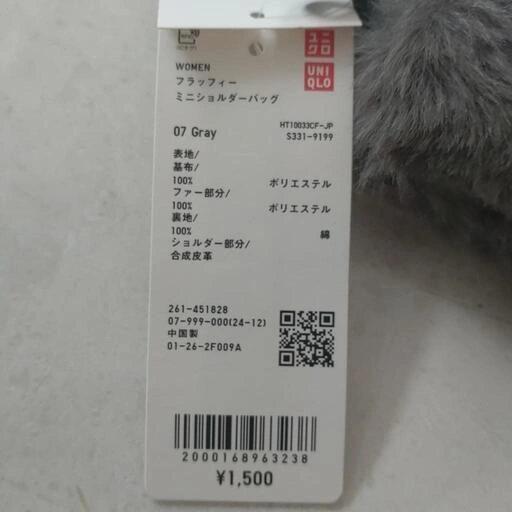 ユニ
クロ
UNI
QLO
WOMEN
フラッフィー
ミニショルダーバッグ
07 Gray
HT10033CF-JP
S331-9199
表地/
基布/
100% ポリエステル
ファー部分/
100% ポリエステル
裏地/
100% 綿
ショルダー部分/
合成皮革
261-451828
07-999-000(24-12)
中国製
01-26-2F009A
2000168963238
¥1,500